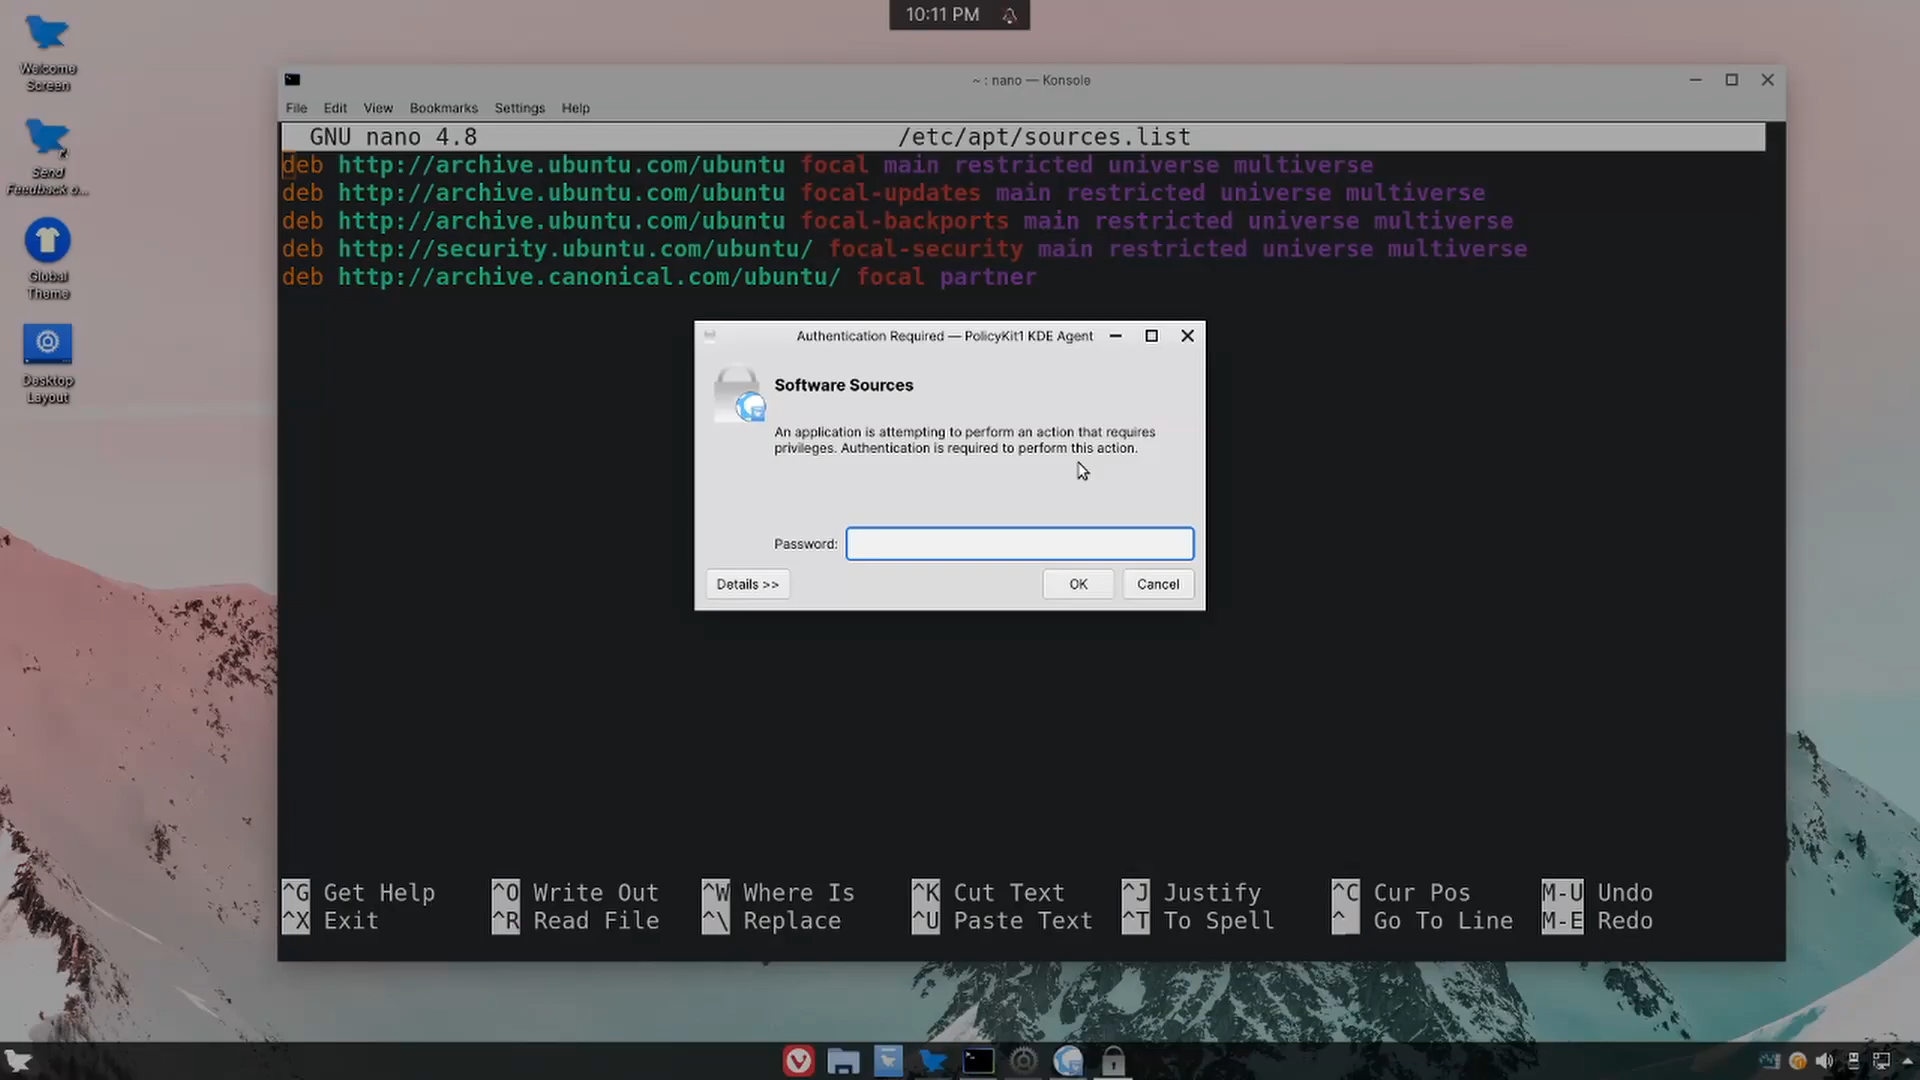 10:11 PM
Welcome
Screen
Send
Feedback o...
Global
Theme
Desktop
Layout
~ : nano — Konsole
File Edit View Bookmarks Settings Help
GNU nano 4.8 /etc/apt/sources.list
deb http://archive.ubuntu.com/ubuntu focal main restricted universe multiverse
deb http://archive.ubuntu.com/ubuntu focal-updates main restricted universe multiverse
deb http://archive.ubuntu.com/ubuntu focal-backports main restricted universe multiverse
deb http://security.ubuntu.com/ubuntu/ focal-security main restricted universe multiverse
deb http://archive.canonical.com/ubuntu/ focal partner
Authentication Required — PolicyKit1 KDE Agent
Software Sources
An application is attempting to perform an action that requires
privileges. Authentication is required to perform this action.
Password:
Details >> OK Cancel
^G Get Help ^O Write Out ^W Where Is ^K Cut Text ^J Justify ^C Cur Pos M-U Undo
^X Exit ^R Read File ^\ Replace ^U Paste Text ^T To Spell ^ Go To Line M-E Redo